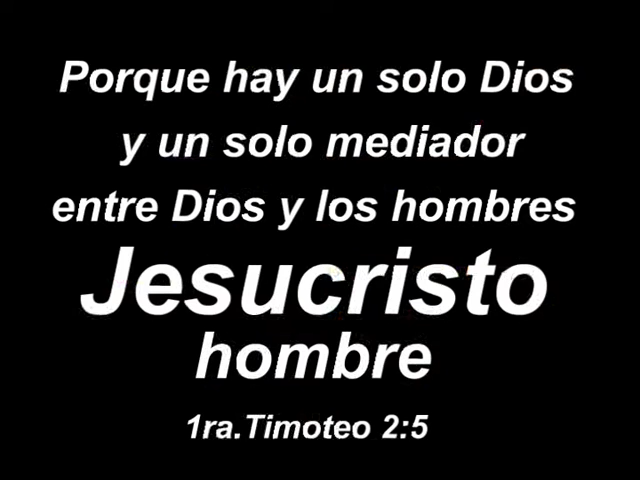 Porque hay un solo Dios
y un solo mediador
entre Dios y los hombres
Jesucristo
hombre
1ra.Timoteo 2:5